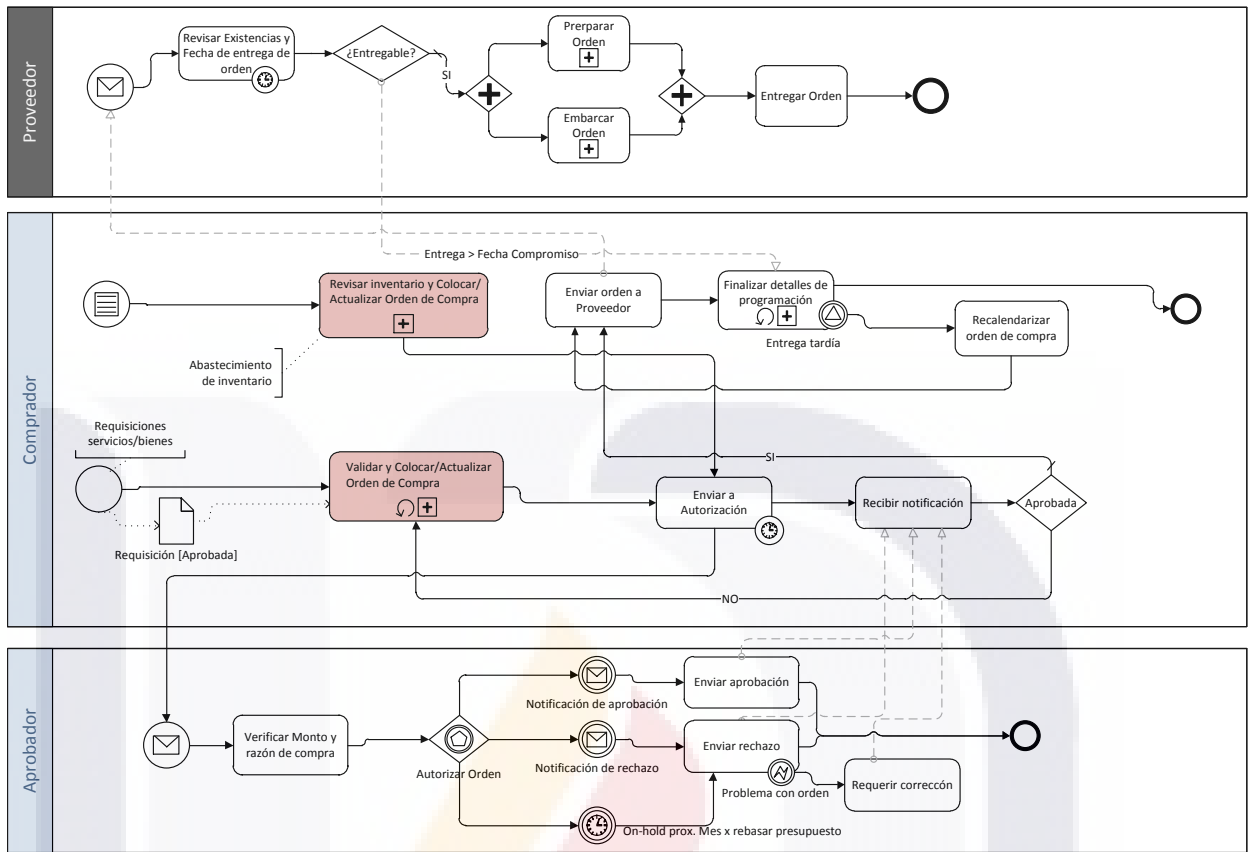 Proveedor
Revisar Existencias y
Fecha de entrega de
orden
¿Entregable?
SI
Prerparar
Orden
Embarcar
Orden
Entregar Orden
Comprador
Entrega > Fecha Compromiso
Revisar inventario y Colocar/
Actualizar Orden de Compra
Abastecimiento
de inventario
Enviar orden a
Proveedor
Finalizar detalles de
programación
Entrega tardía
Recalendarizar
orden de compra
Requisiciones
servicios/bienes
Requisición [Aprobada]
Validar y Colocar/Actualizar
Orden de Compra
Enviar a
Autorización
Recibir notificación
Aprobada
SI
NO
Aprobador
Verificar Monto y
razón de compra
Autorizar Orden
Notificación de aprobación
Enviar aprobación
Notificación de rechazo
Enviar rechazo
Problema con orden
Requerir correccón
On-hold prox. Mes x rebasar presupuesto